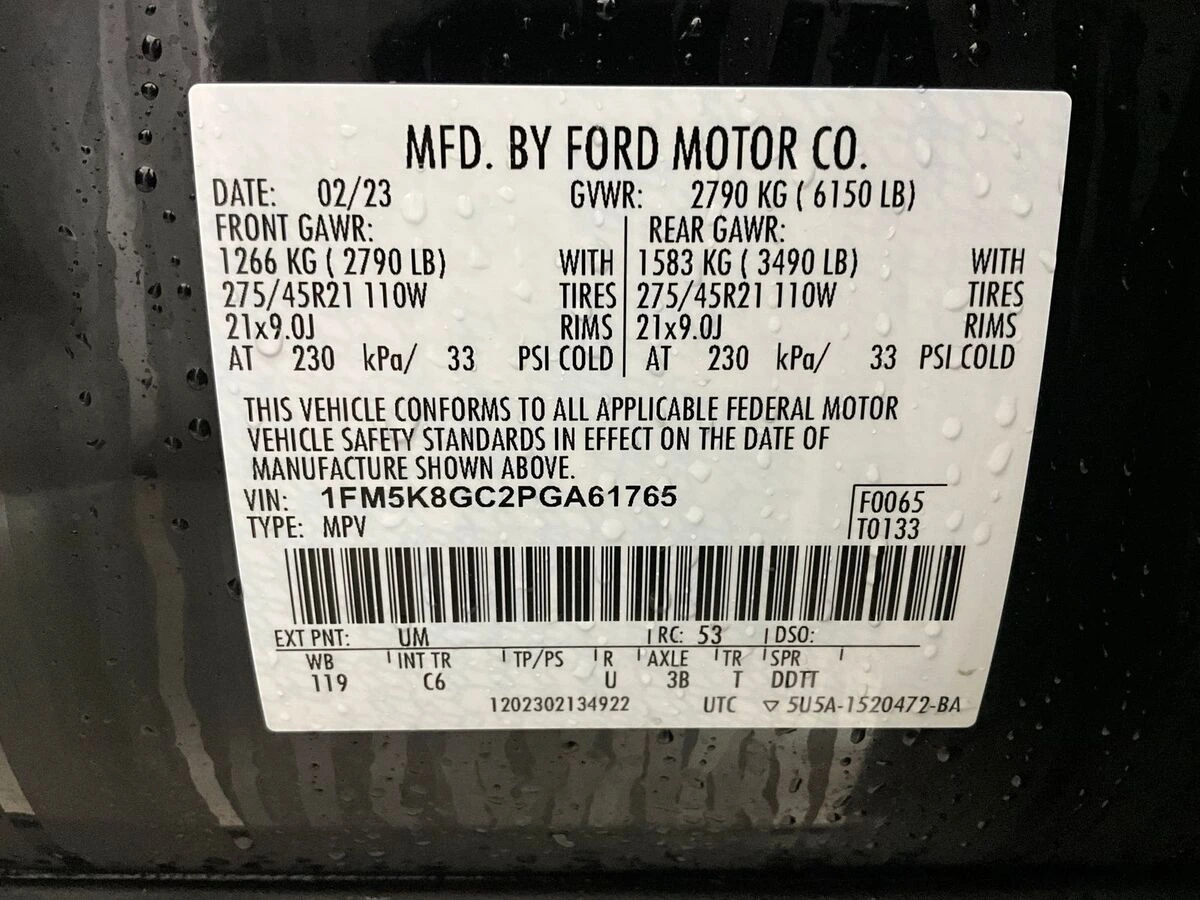 MFD. BY FORD MOTOR CO.
DATE: 02/23 GVWR: 2790 KG ( 6150 LB)
FRONT GAWR: REAR GAWR:
1266 KG ( 2790 LB) WITH 1583 KG ( 3490 LB) WITH
275/45R21 110W TIRES 275/45R21 110W TIRES
21x9.0J RIMS 21x9.0J RIMS
AT 230 kPa/ 33 PSI COLD AT 230 kPa/ 33 PSI COLD
THIS VEHICLE CONFORMS TO ALL APPLICABLE FEDERAL MOTOR
VEHICLE SAFETY STANDARDS IN EFFECT ON THE DATE OF
MANUFACTURE SHOWN ABOVE.
VIN: 1FM5K8GC2PGA61765 F0065
TYPE: MPV T0133
EXT PNT: UM RC: 53 DSO:
WB INT TR TP/PS R AXLE TR SPR
119 C6 U 3B T DDTT
1202302134922 UTC ▽ 5U5A-1520472-BA